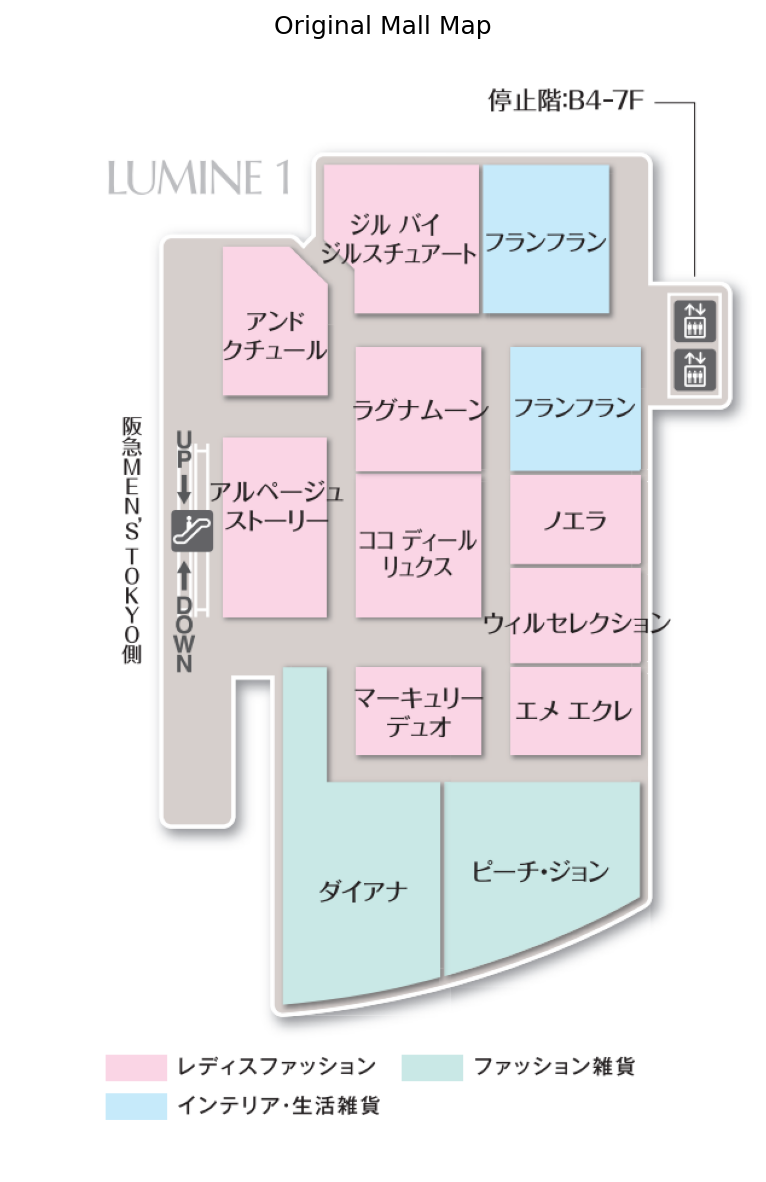 Original Mall Map
停止階:B4-7F
LUMINE 1
ジル バイ
ジルスチュアート
フランフラン
アンド
クチュール
ラグナムーン
フランフラン
阪急MEN'S TOKYO側
UP
アルページュ
ストーリー
ココ ディール
リュクス
ノエラ
DOWN
ウィルセレクション
マーキュリー
デュオ
エメ エクレ
ダイアナ
ピーチ・ジョン
レディスファッション
ファッション雑貨
インテリア・生活雑貨